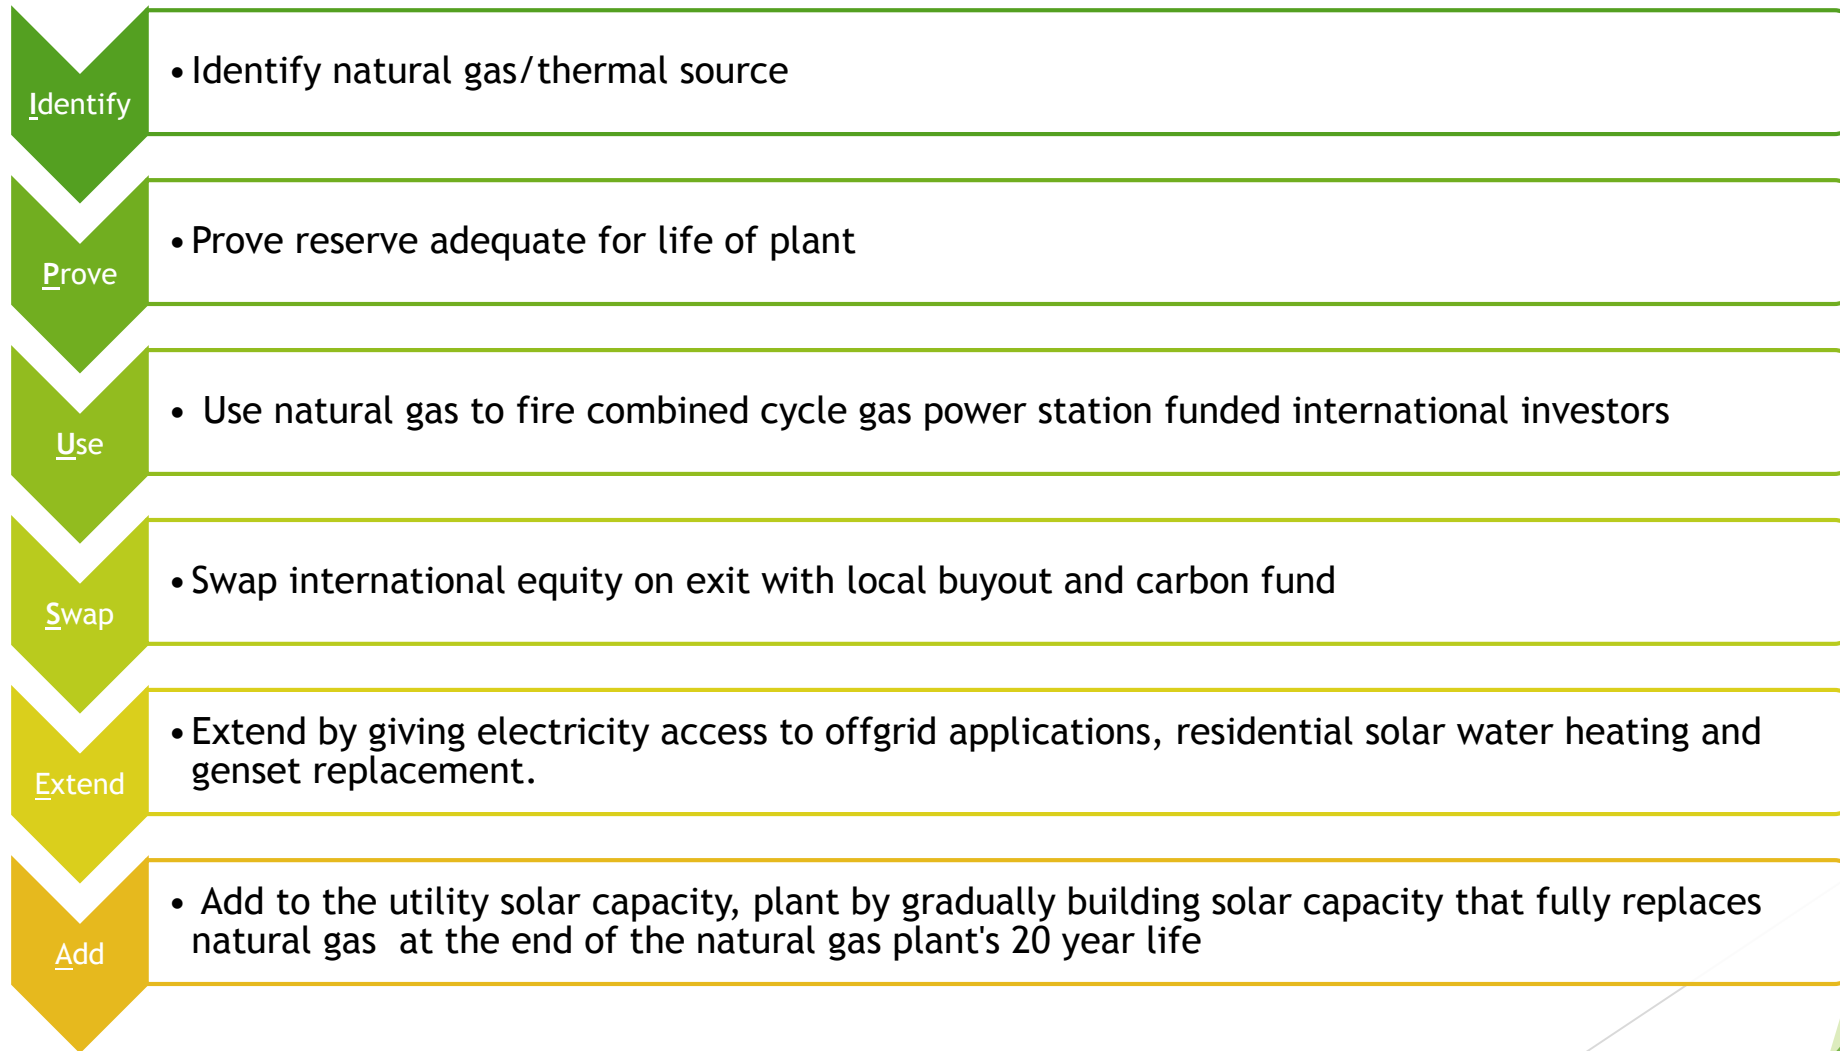 Identify
• Identify natural gas/thermal source
Prove
• Prove reserve adequate for life of plant
Use
• Use natural gas to fire combined cycle gas power station funded international investors
Swap
• Swap international equity on exit with local buyout and carbon fund
Extend
• Extend by giving electricity access to offgrid applications, residential solar water heating and
genset replacement.
Add
• Add to the utility solar capacity, plant by gradually building solar capacity that fully replaces
natural gas  at the end of the natural gas plant's 20 year life